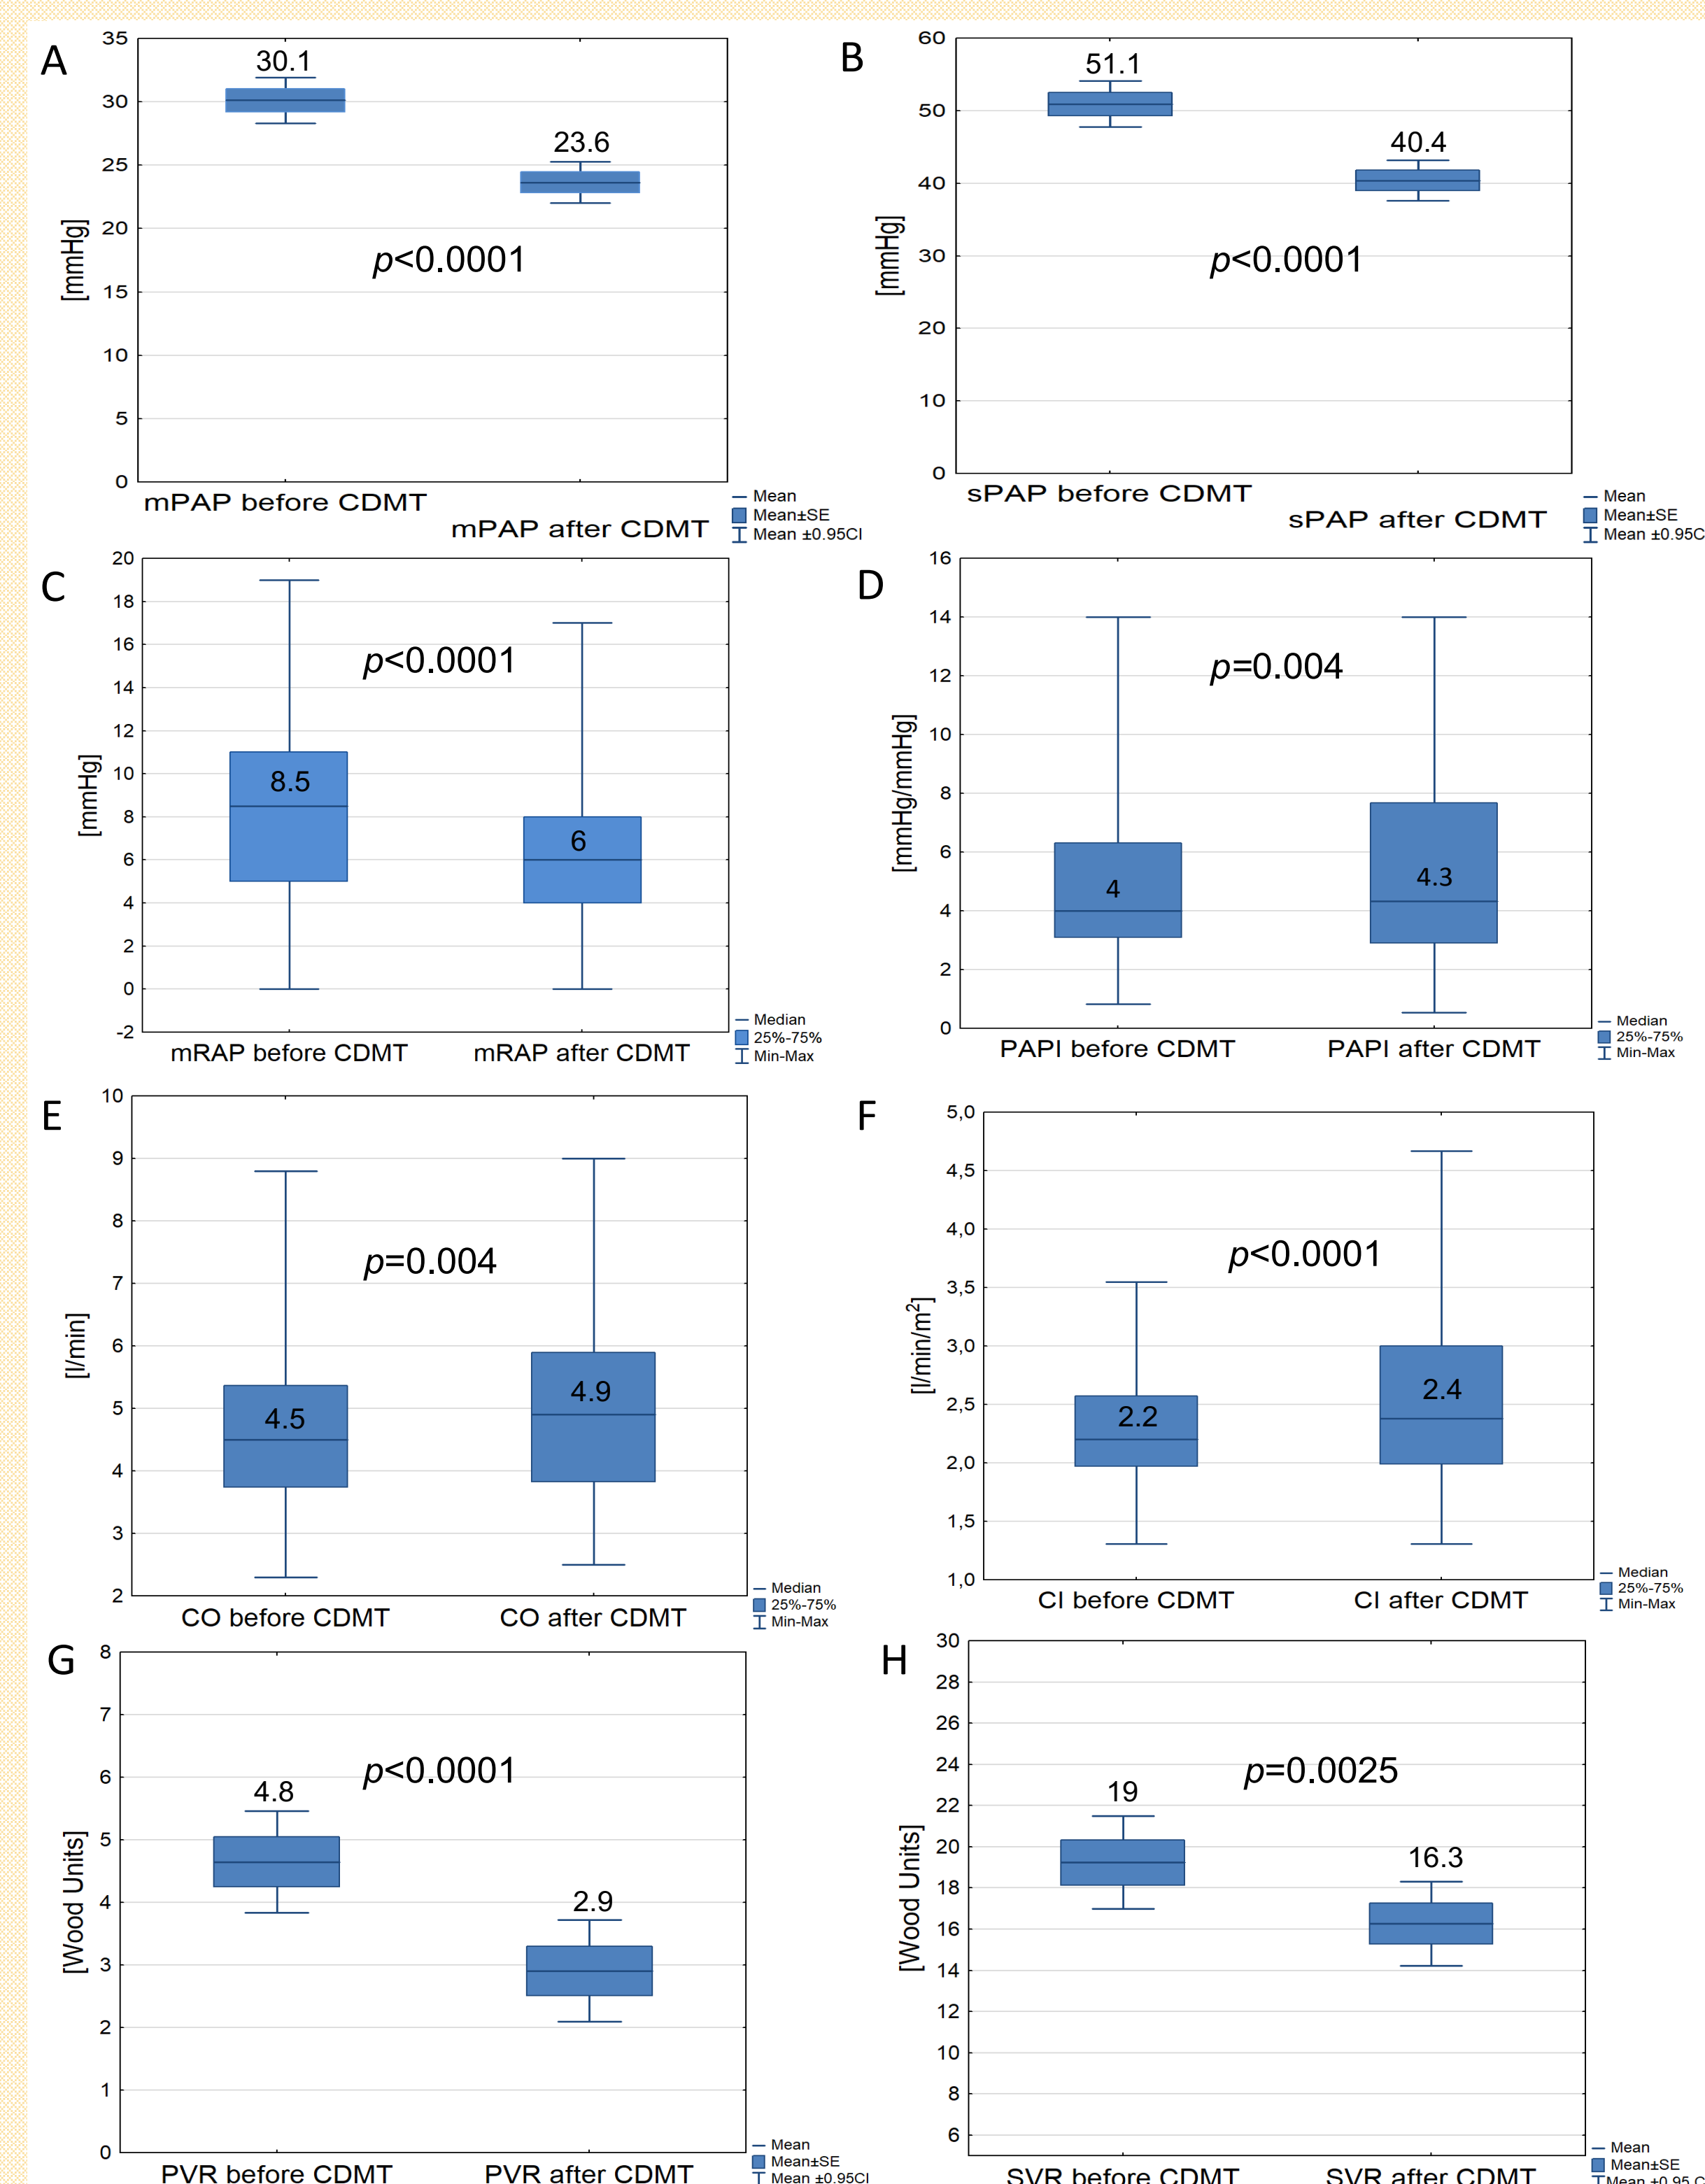 A
35
30
25
20
15
10
5
0
[mmHg]
30.1
23.6
p<0.0001
mPAP before CDMT
mPAP after CDMT
Mean
Mean±SE
Mean ±0.95CI
B
60
50
40
30
20
10
0
[mmHg]
51.1
40.4
p<0.0001
sPAP before CDMT
sPAP after CDMT
Mean
Mean±SE
Mean ±0.95C
C
20
18
16
14
12
10
8
6
4
2
0
-2
[mmHg]
p<0.0001
8.5
6
mRAP before CDMT
mRAP after CDMT
Median
25%-75%
Min-Max
D
16
14
12
10
8
6
4
2
0
[mmHg/mmHg]
p=0.004
4
4.3
PAPI before CDMT
PAPI after CDMT
Median
25%-75%
Min-Max
E
10
9
8
7
6
5
4
3
2
[l/min]
p=0.004
4.5
4.9
CO before CDMT
CO after CDMT
Median
25%-75%
Min-Max
F
5,0
4,5
4,0
3,5
3,0
2,5
2,0
1,5
1,0
[l/min/m²]
p<0.0001
2.2
2.4
CI before CDMT
CI after CDMT
Median
25%-75%
Min-Max
G
8
7
6
5
4
3
2
1
0
[Wood Units]
p<0.0001
4.8
2.9
PVR before CDMT
PVR after CDMT
Mean
Mean±SE
Mean ±0.95CI
H
30
28
26
24
22
20
18
16
14
12
10
8
6
[Wood Units]
p=0.0025
19
16.3
SVR before CDMT
SVR after CDMT
Mean
Mean±SE
Mean ±0.95 C